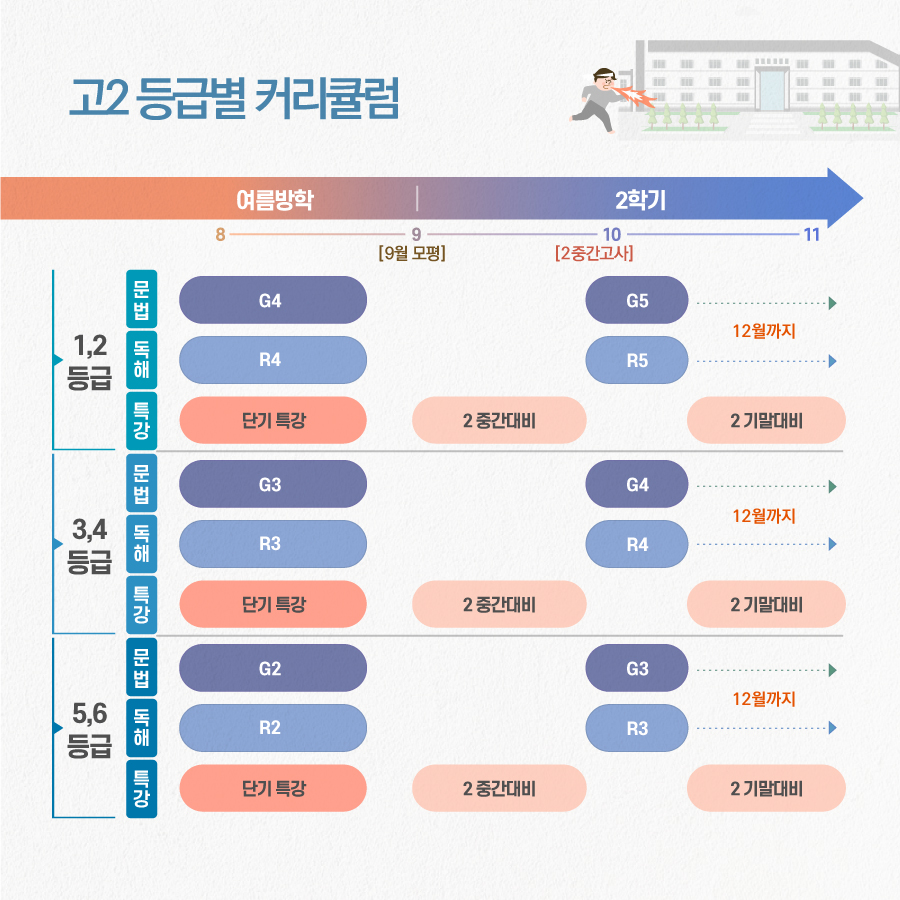 고2 등급별 커리큘럼
여름방학 2학기
8 9 10 11
[9월 모평] [2중간고사]
1,2
등급
문법
G4 G5
12월까지
독해
R4 R5
특강
단기 특강 2 중간대비 2 기말대비
3,4
등급
문법
G3 G4
12월까지
독해
R3 R4
특강
단기 특강 2 중간대비 2 기말대비
5,6
등급
문법
G2 G3
12월까지
독해
R2 R3
특강
단기 특강 2 중간대비 2 기말대비